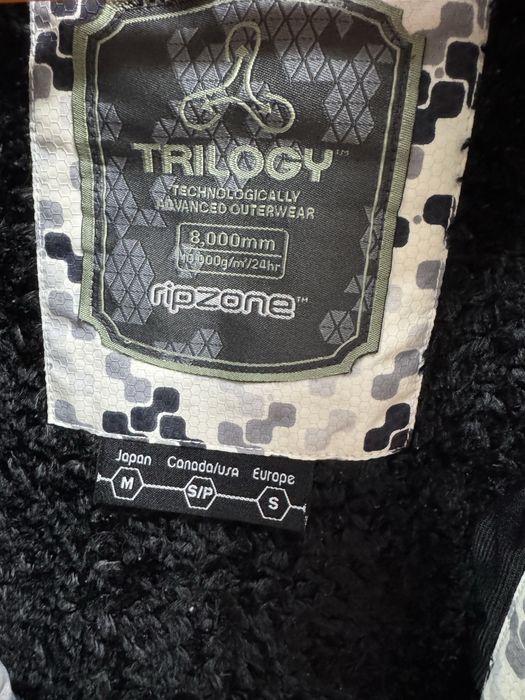 TRILOGY™
TECHNOLOGICALLY
ADVANCED OUTERWEAR
8,000mm
10,000g/m²/24hr
ripzone™
Japan Canada/USA Europe
M S/P S